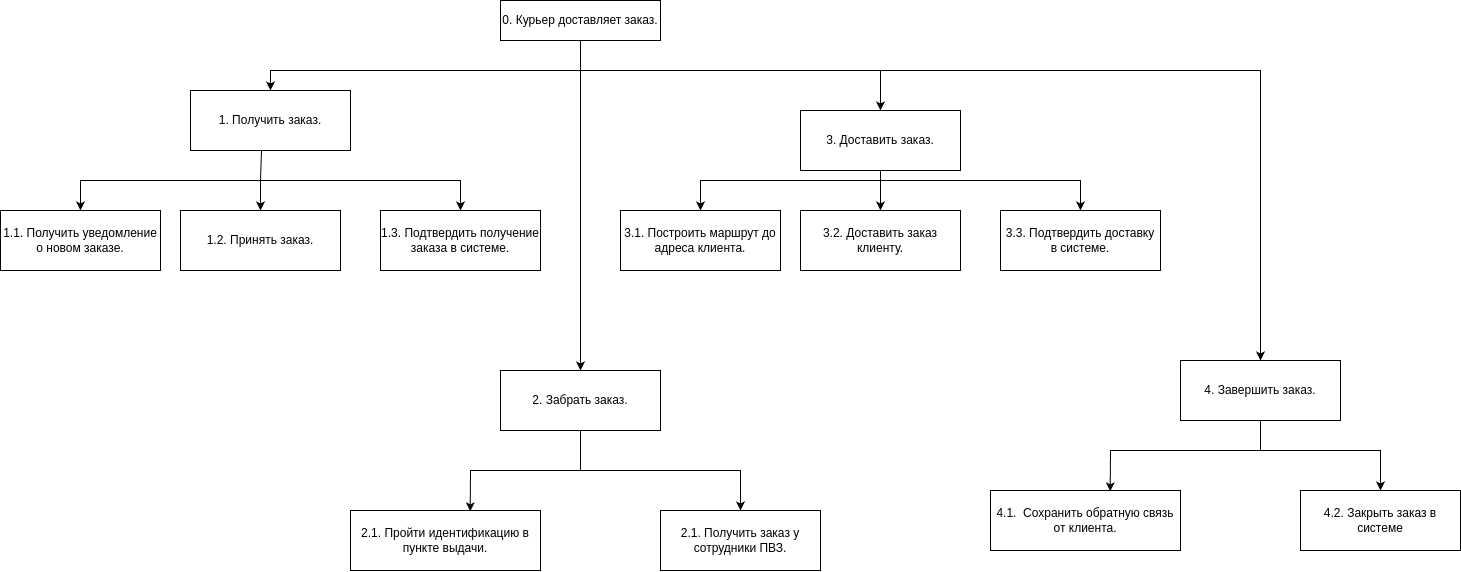 0. Курьер доставляет заказ.
1. Получить заказ.
3. Доставить заказ.
1.1. Получить уведомление
о новом заказе.
1.2. Принять заказ.
1.3. Подтвердить получение
заказа в системе.
3.1. Построить маршрут до
адреса клиента.
3.2. Доставить заказ
клиенту.
3.3. Подтвердить доставку
в системе.
2. Забрать заказ.
4. Завершить заказ.
2.1. Пройти идентификацию в
пункте выдачи.
2.1. Получить заказ у
сотрудники ПВЗ.
4.1. Сохранить обратную связь
от клиента.
4.2. Закрыть заказ в
системе